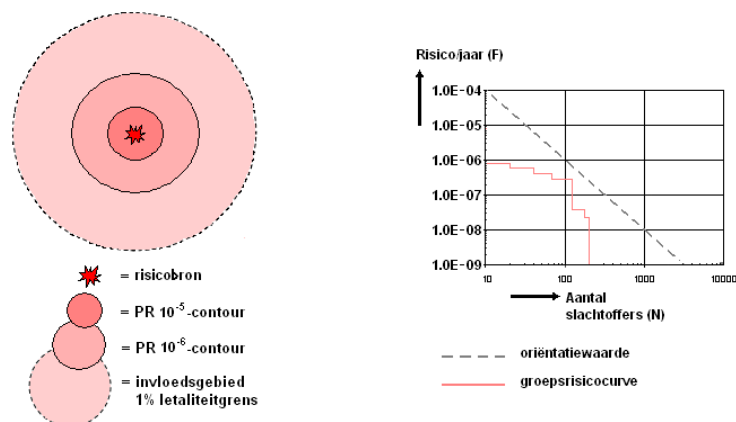 = risicobron
= PR 10⁻⁵-contour
= PR 10⁻⁶-contour
= invloedsgebied
1% letaliteitgrens
Risico/jaar (F)
1.0E-04
1.0E-05
1.0E-06
1.0E-07
1.0E-08
1.0E-09
10
100
1000
10000
Aantal
slachtoffers (N)
oriëntatiewaarde
groepsrisicocurve